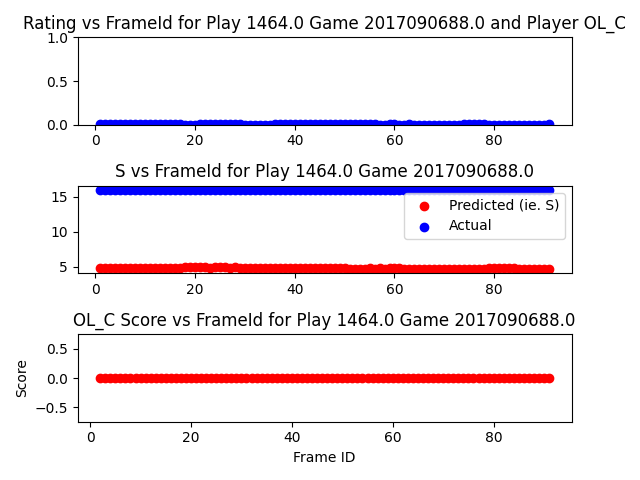 Rating vs FrameId for Play 1464.0 Game 2017090688.0 and Player OL_C
1.0
0.5
0.0
0 20 40 60 80
S vs FrameId for Play 1464.0 Game 2017090688.0
15
10
5
Predicted (ie. S)
Actual
0 20 40 60 80
OL_C Score vs FrameId for Play 1464.0 Game 2017090688.0
0.5
0.0
−0.5
Score
0 20 40 60 80
Frame ID